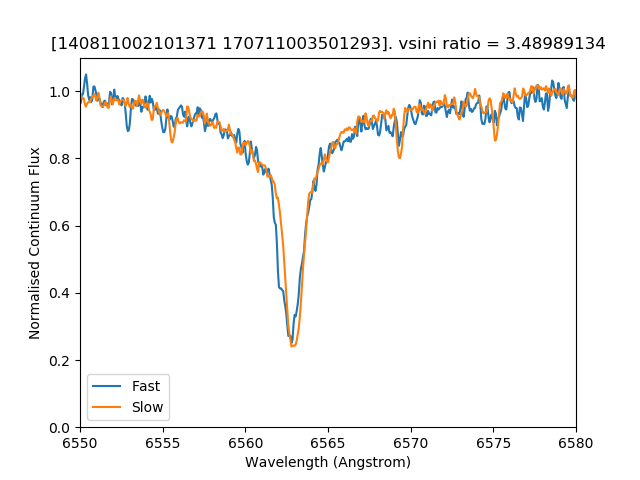 [140811002101371 170711003501293]. vsini ratio = 3.48989134
Normalised Continuum Flux
1.0
0.8
0.6
0.4
0.2
0.0
Fast
Slow
6550 6555 6560 6565 6570 6575 6580
Wavelength (Angstrom)